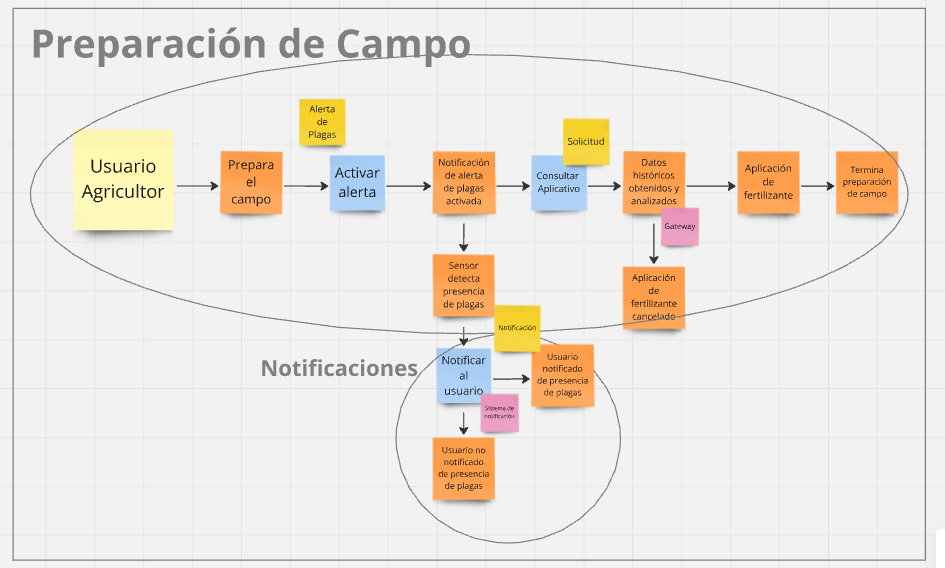 Preparación de Campo
Alerta
de
Plagas
Solicitud
Usuario
Agricultor
Prepara
el
campo
Activar
alerta
Notificación
de alerta
de plagas
activada
Consultar
Aplicativo
Datos
históricos
obtenidos y
analizados
Aplicación
de
fertilizante
Termina
preparación
de campo
Gateway
Sensor
detecta
presencia
de plagas
Aplicación
de
fertilizante
cancelado
Notificación
Notificaciones
Notificar
al
usuario
Usuario
notificado
de presencia
de plagas
Sistema de
notificación
Usuario no
notificado
de presencia
de plagas